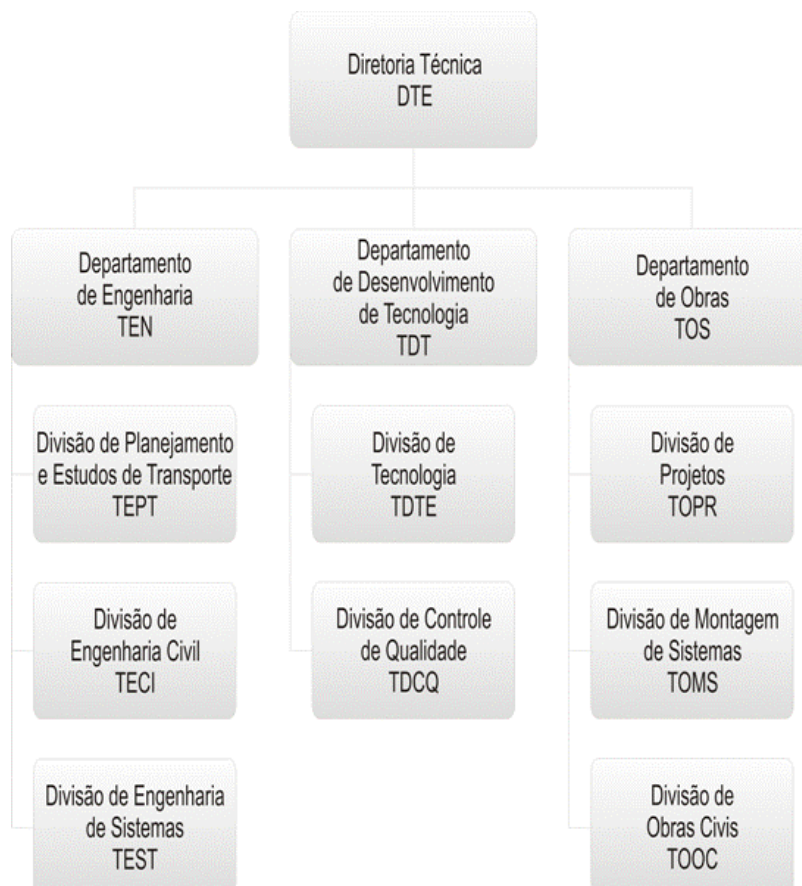 Diretoria Técnica
DTE
Departamento
de Engenharia
TEN
Departamento
de Desenvolvimento
de Tecnologia
TDT
Departamento
de Obras
TOS
Divisão de Planejamento
e Estudos de Transporte
TEPT
Divisão de
Tecnologia
TDTE
Divisão de
Projetos
TOPR
Divisão de
Engenharia Civil
TECI
Divisão de Controle
de Qualidade
TDCQ
Divisão de Montagem
de Sistemas
TOMS
Divisão de Engenharia
de Sistemas
TEST
Divisão de
Obras Civis
TOOC